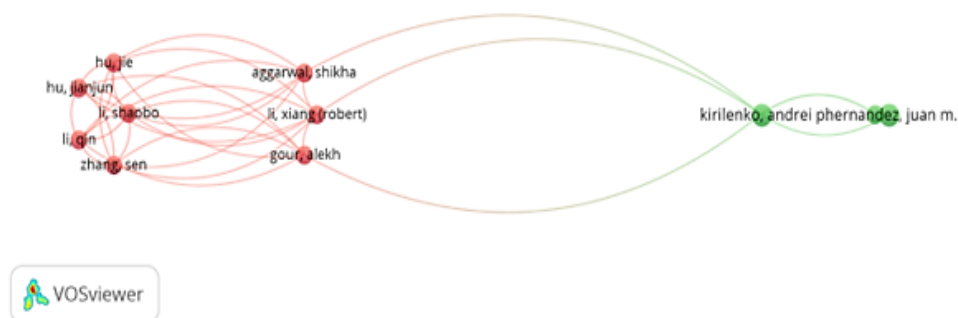 hu, jie
aggarwal, shikha
hu, jianjun
li, shaobo
li, xiang (robert)
kirilenko, andrei p
hernandez, juan m.
li, qin
gour, alekh
zhang, sen
VOSviewer